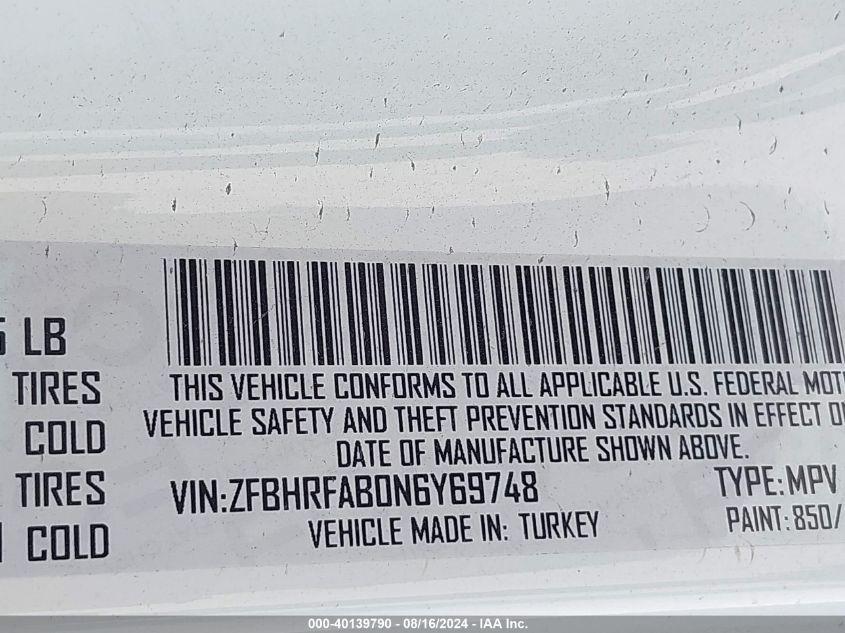 LB
TIRES
COLD
TIRES
COLD
THIS VEHICLE CONFORMS TO ALL APPLICABLE U.S. FEDERAL
VEHICLE SAFETY AND THEFT PREVENTION STANDARDS IN EFFECT
DATE OF MANUFACTURE SHOWN ABOVE.
VIN:ZFBHRFAB0N6Y69748
TYPE:MPV
VEHICLE MADE IN: TURKEY
PAINT: 850/
000-40139790 - 08/16/2024 - IAA Inc.